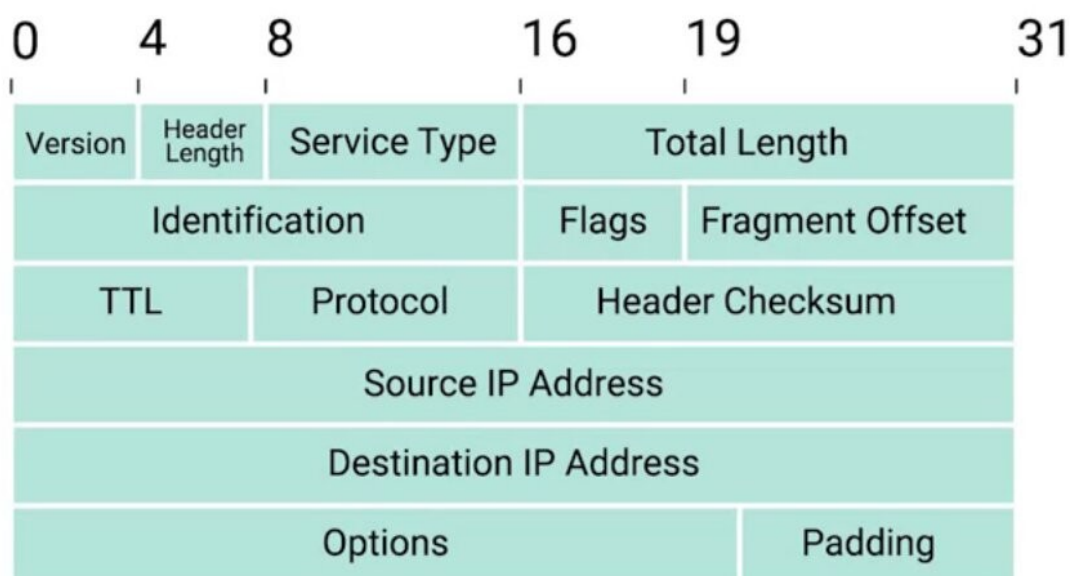 0 4 8 16 19 31
Version Header Length Service Type Total Length
Identification Flags Fragment Offset
TTL Protocol Header Checksum
Source IP Address
Destination IP Address
Options Padding